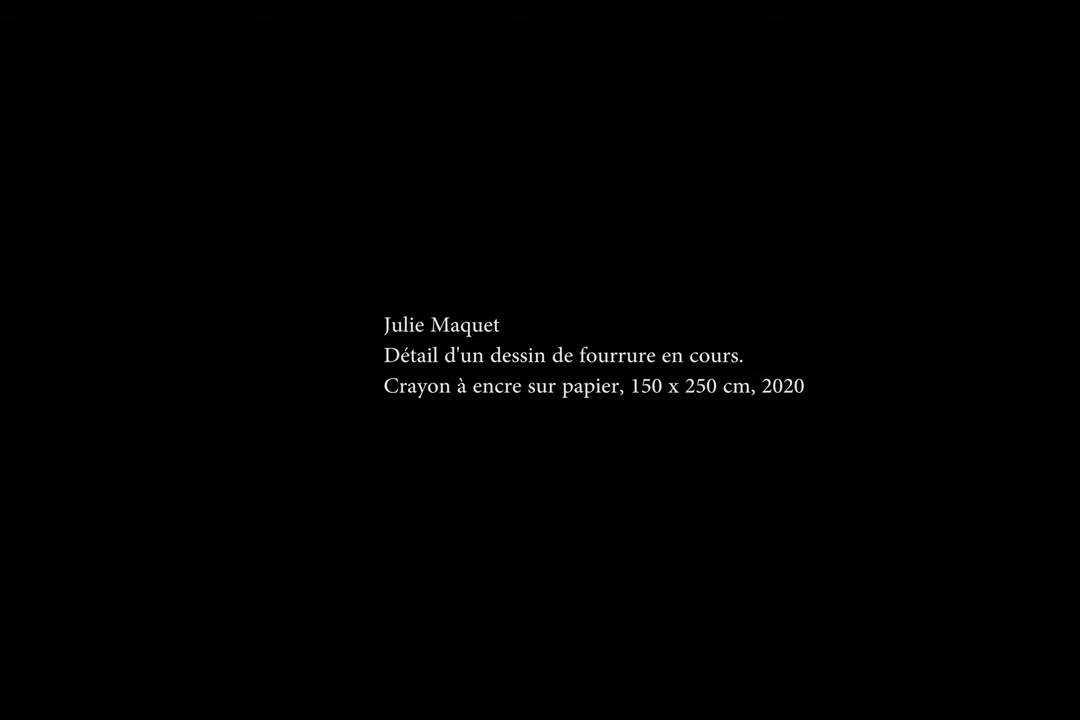 Julie Maquet
Détail d'un dessin de fourrure en cours.
Crayon à encre sur papier, 150 x 250 cm, 2020